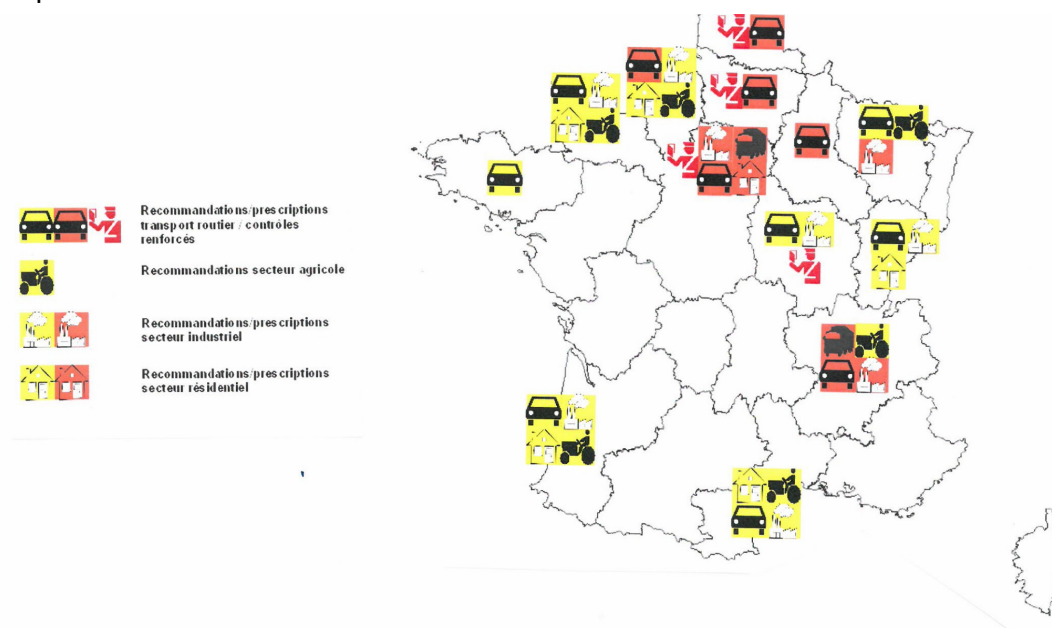 Recommandations/prescriptions
transport routier / contrôles
renforcés
Recommandations secteur agricole
Recommandations/prescriptions
secteur industriel
Recommandations/prescriptions
secteur résidentiel